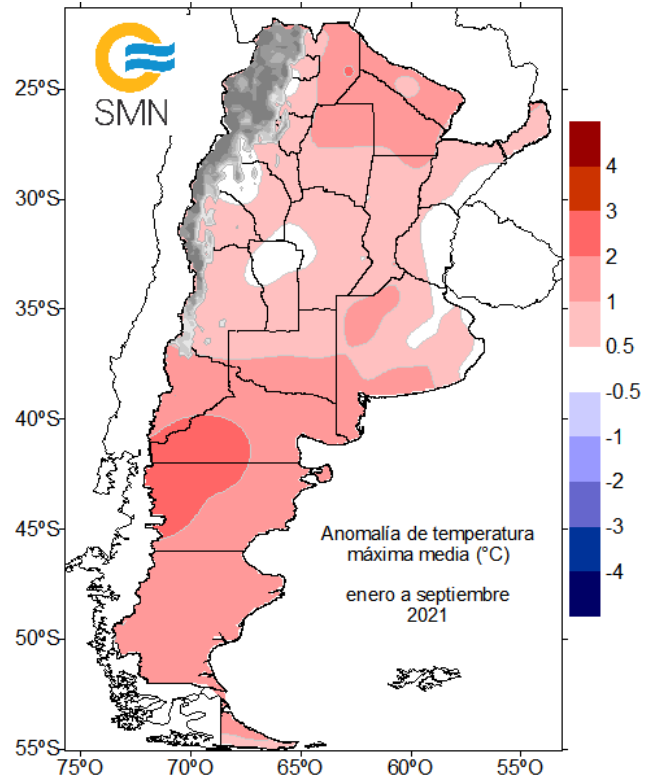 SMN
25ºS
30ºS
35ºS
40ºS
45ºS
50ºS
55ºS
75ºO
70ºO
65ºO
60ºO
55ºO
4
3
2
1
0.5
-0.5
-1
-2
-3
-4
Anomalía de temperatura
máxima media (°C)
enero a septiembre
2021